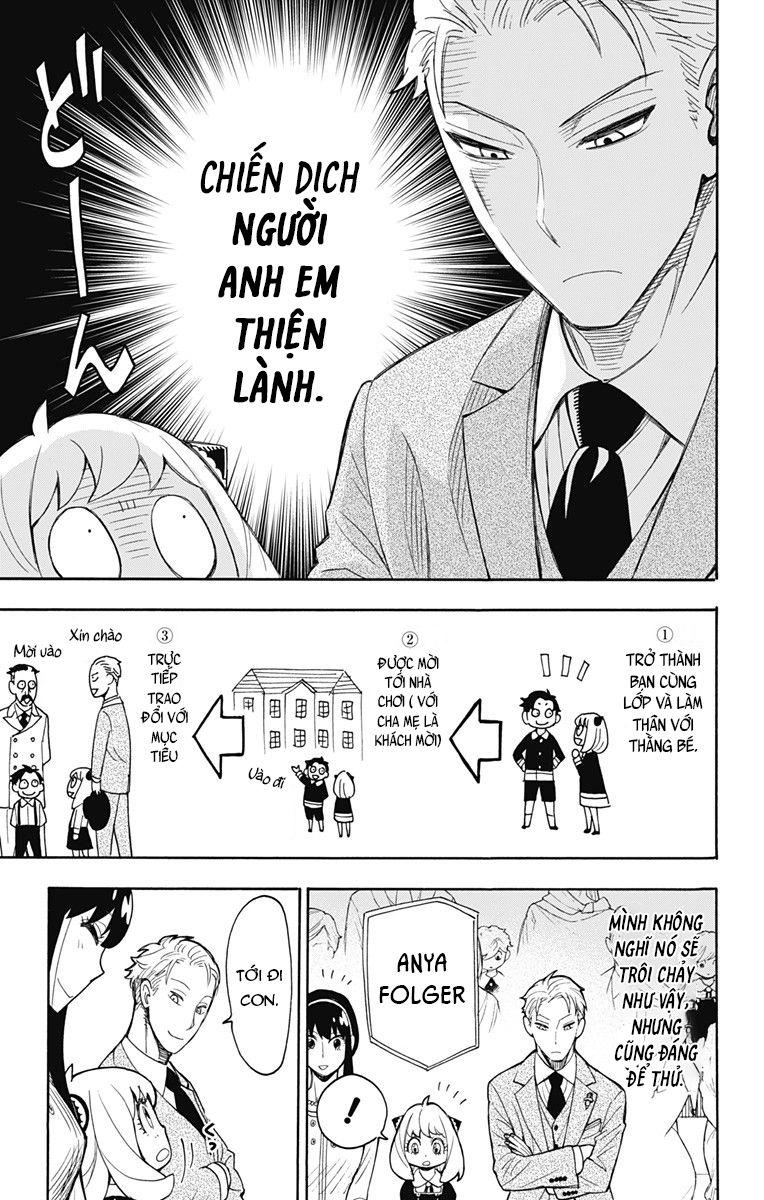 どーん
CHIẾN DỊCH
NGƯỜI
ANH EM
THIỆN
LÀNH.
①
TRỞ THÀNH
BẠN CÙNG
LỚP VÀ LÀM
THÂN VỚI
THẰNG BÉ.
②
ĐƯỢC MỜI
TỚI NHÀ
CHƠI ( VỚI
CHA MẸ LÀ
KHÁCH MỜI)
Uào đi
③
TRỰC
TIẾP
TRAO
ĐỔI VỚI
MỤC
TIÊU
Xin chào
Mời uào
MÌNH KHÔNG
NGHĨ NÓ SẼ
TRÔI CHẢY
NHƯ VẬY,
NHƯNG
CŨNG ĐÁNG
ĐỂ THỬ.
ANYA
FOLGER
!
TỚI ĐI
CON.